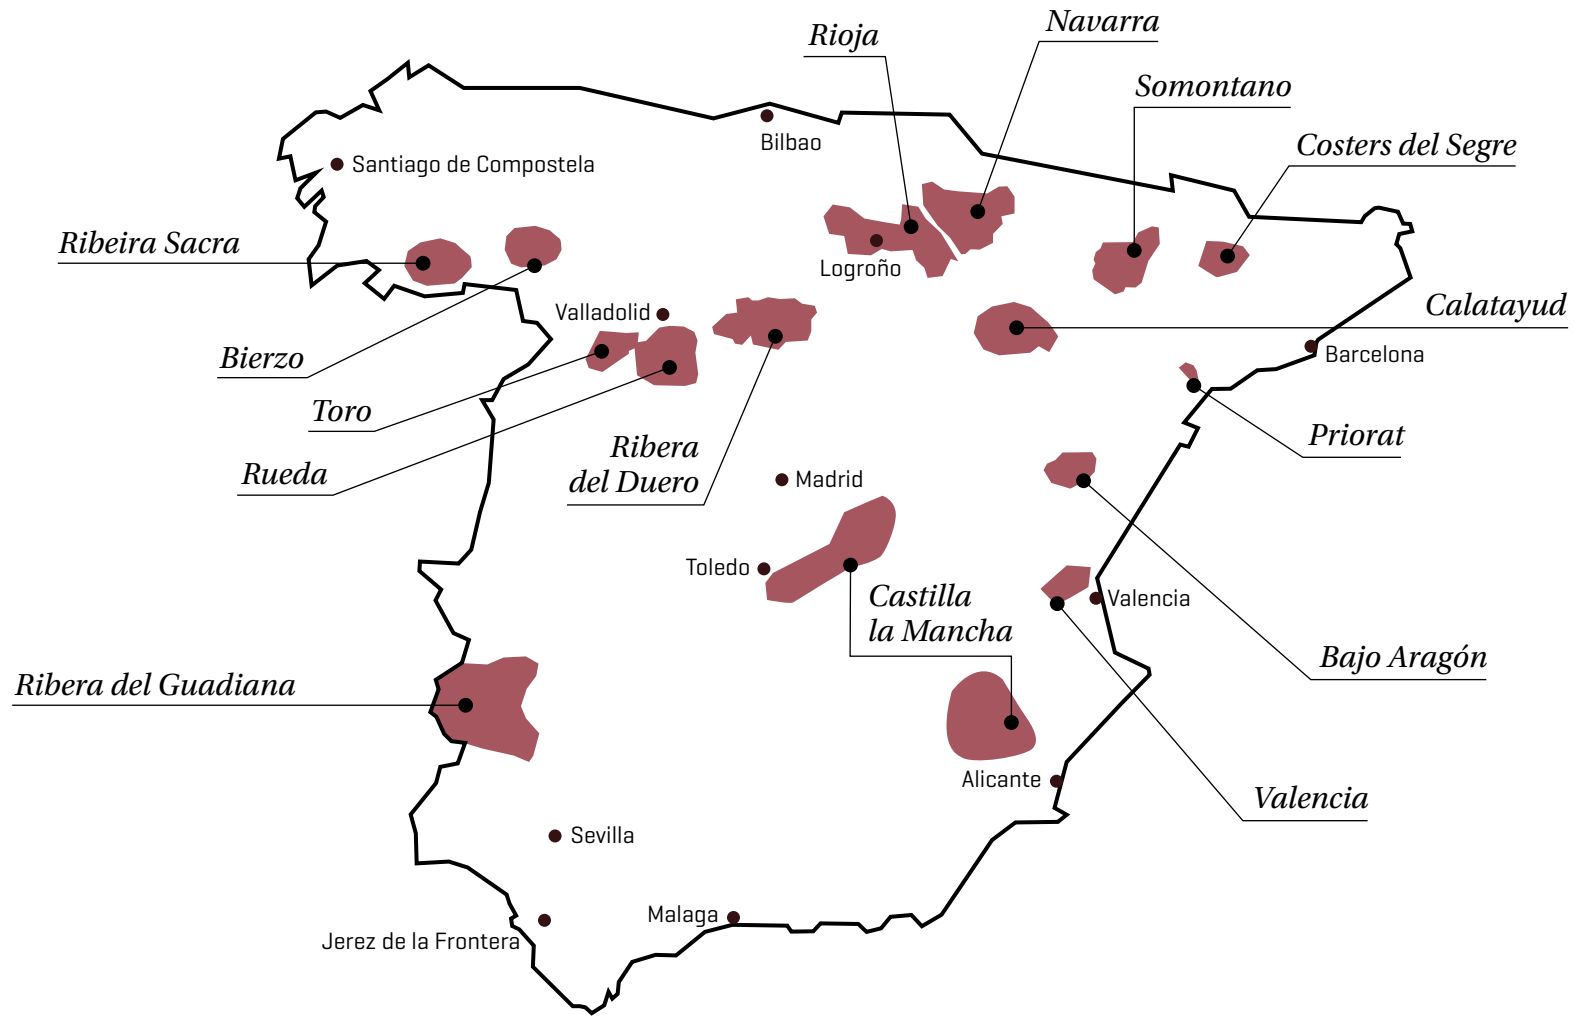 Navarra
Rioja
Somontano
Bilbao
Costers del Segre
Santiago de Compostela
Ribeira Sacra
Logroño
Calatayud
Valladolid
Bierzo
Barcelona
Toro
Priorat
Ribera
del Duero
Rueda
Madrid
Toledo
Castilla
la Mancha
Valencia
Bajo Aragón
Ribera del Guadiana
Alicante
Valencia
Sevilla
Malaga
Jerez de la Frontera